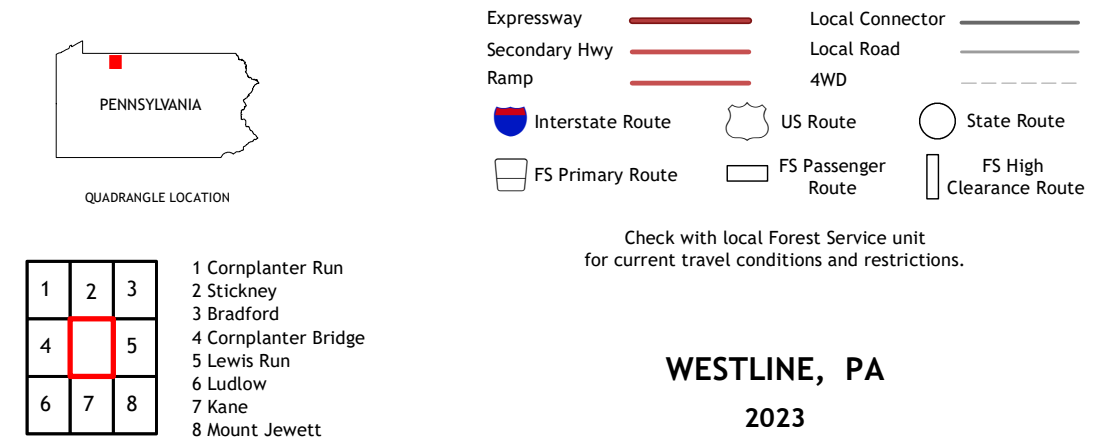 PENNSYLVANIA
QUADRANGLE LOCATION
1
2
3
4
5
6
7
8
1 Cornplanter Run
2 Stickney
3 Bradford
4 Cornplanter Bridge
5 Lewis Run
6 Ludlow
7 Kane
8 Mount Jewett
Expressway
Local Connector
Secondary Hwy
Local Road
Ramp
4WD
Interstate Route
US Route
State Route
FS Primary Route
FS Passenger
Route
FS High
Clearance Route
Check with local Forest Service unit
for current travel conditions and restrictions.
WESTLINE, PA
2023